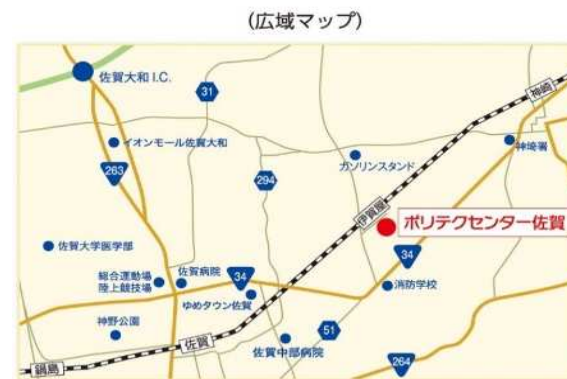 (広域マップ)
佐賀大和 I.C.
神崎
31
イオンモール佐賀大和
ガソリンスタンド
神埼署
263
294
伊賀屋
ポリテクセンター佐賀
佐賀大学医学部
34
総合運動場
陸上競技場
佐賀病院
34
消防学校
ゆめタウン佐賀
神野公園
佐賀
51
佐賀中部病院
鍋島
264